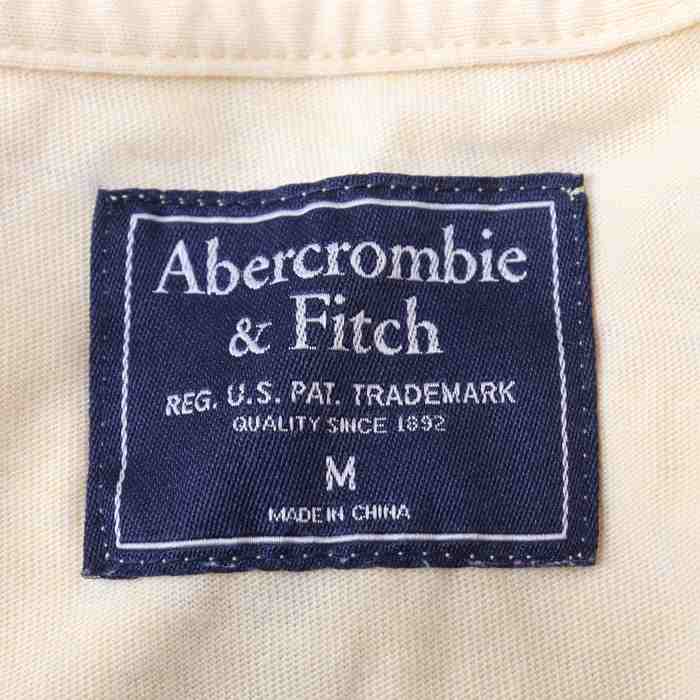 Abercrombie
& Fitch
REG. U.S. PAT. TRADEMARK
QUALITY SINCE 1892
M
MADE IN CHINA